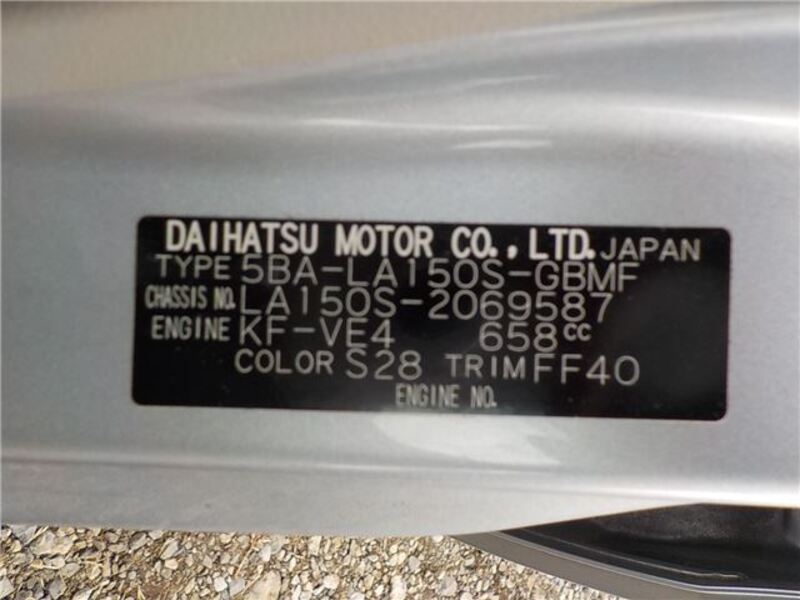 DAIHATSU MOTOR CO., LTD. JAPAN
TYPE 5BA-LA150S-GBMF
CHASSIS NO. LA150S-2069587
ENGINE KF-VE4 658cc
COLOR S28 TRIM FF40
ENGINE NO.